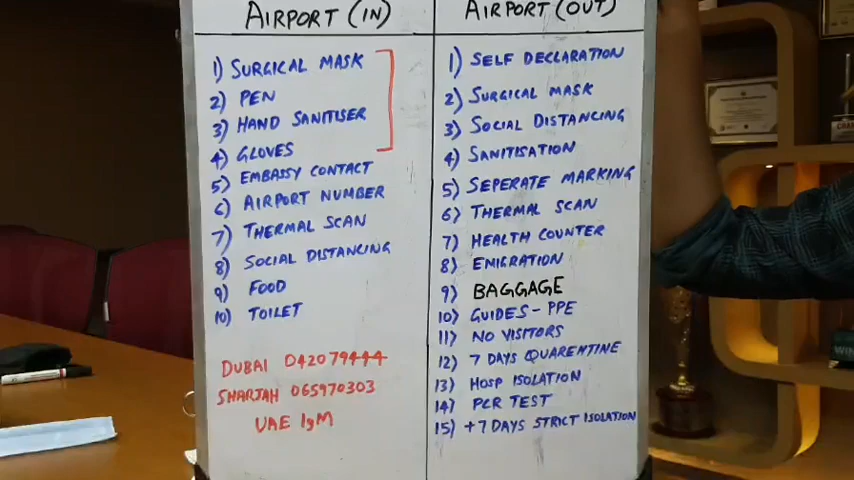 AIRPORT (IN)
1) SURGICAL MASK
2) PEN
3) HAND SANITISER
4) GLOVES
5) EMBASSY CONTACT
6) AIRPORT NUMBER
7) THERMAL SCAN
8) SOCIAL DISTANCING
9) FOOD
10) TOILET
DUBAI 042079444
SHARJAH 065970303
UAE IgM
AIRPORT (OUT)
1) SELF DECLARATION
2) SURGICAL MASK
3) SOCIAL DISTANCING
4) SANITISATION
5) SEPERATE MARKING
6) THERMAL SCAN
7) HEALTH COUNTER
8) EMIGRATION
9) BAGGAGE
10) GUIDES - PPE
11) NO VISITORS
12) 7 DAYS QUARENTINE
13) HOSP ISOLATION
14) PCR TEST
15) +7 DAYS STRICT ISOLATION